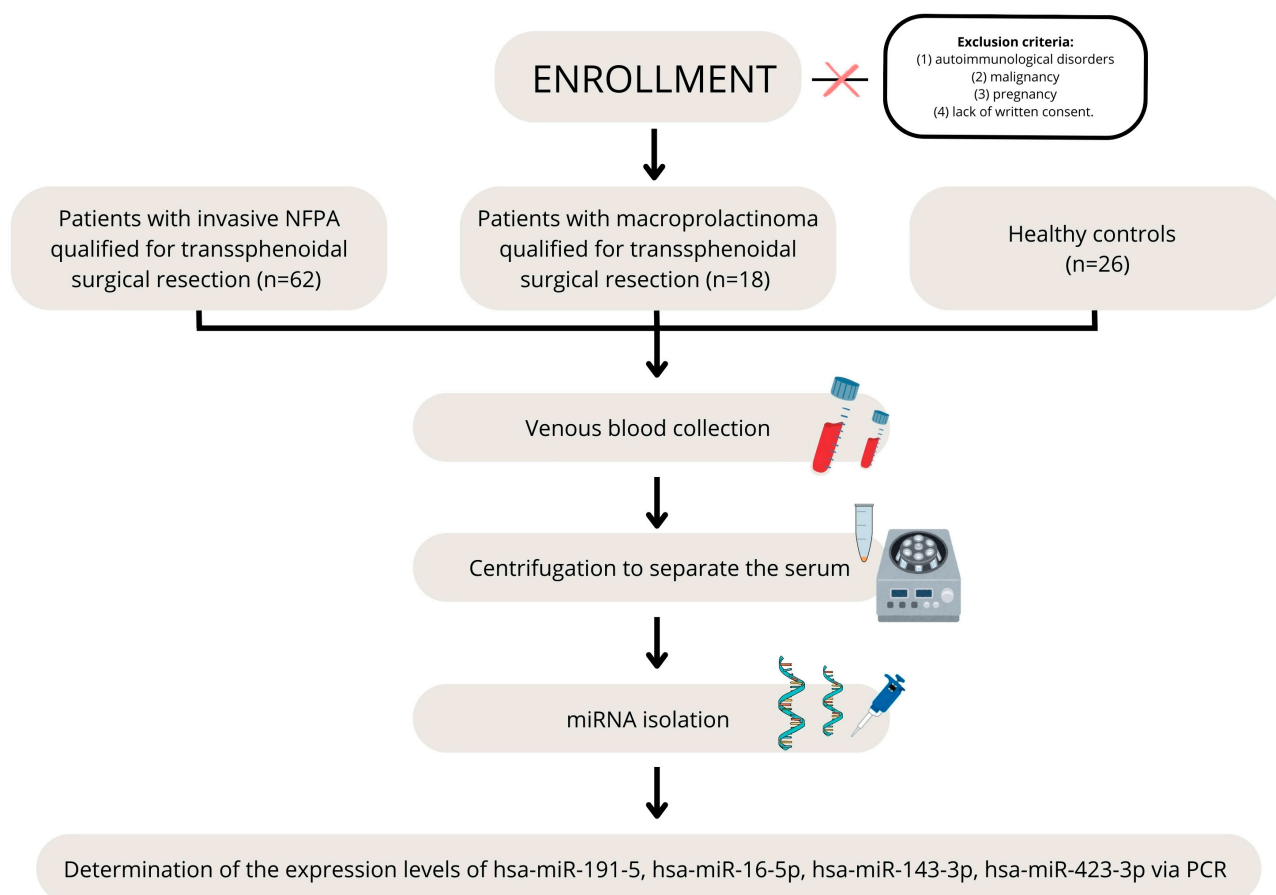 ENROLLMENT
Exclusion criteria:
(1) autoimmunological disorders
(2) malignancy
(3) pregnancy
(4) lack of written consent.
Patients with invasive NFPA
qualified for transsphenoidal
surgical resection (n=62)
Patients with macroprolactinoma
qualified for transsphenoidal
surgical resection (n=18)
Healthy controls
(n=26)
Venous blood collection
Centrifugation to separate the serum
miRNA isolation
Determination of the expression levels of hsa-miR-191-5, hsa-miR-16-5p, hsa-miR-143-3p, hsa-miR-423-3p via PCR